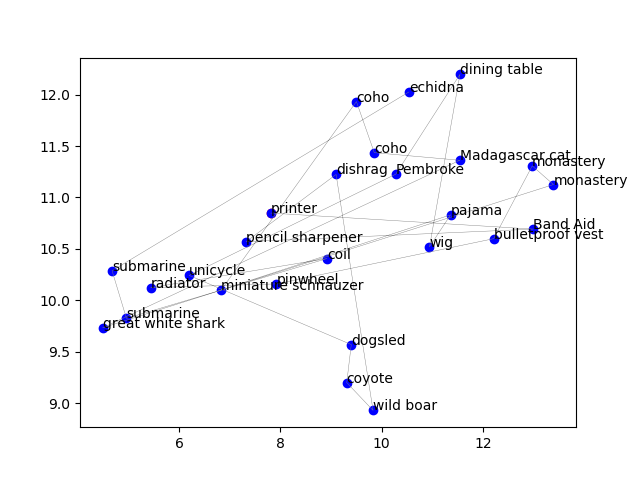 dining table
echidna
12.0
coho
11.5
coho
Madagascar cat
monastery
dishrag
Pembroke
monastery
11.0
printer
pajama
Band Aid
bulletproof vest
pencil sharpener
wig
10.5
coil
submarine
unicycle
radiator
pinwheel
miniature schnauzer
10.0
submarine
great white shark
dogsled
9.5
coyote
wild boar
9.0
6 8 10 12